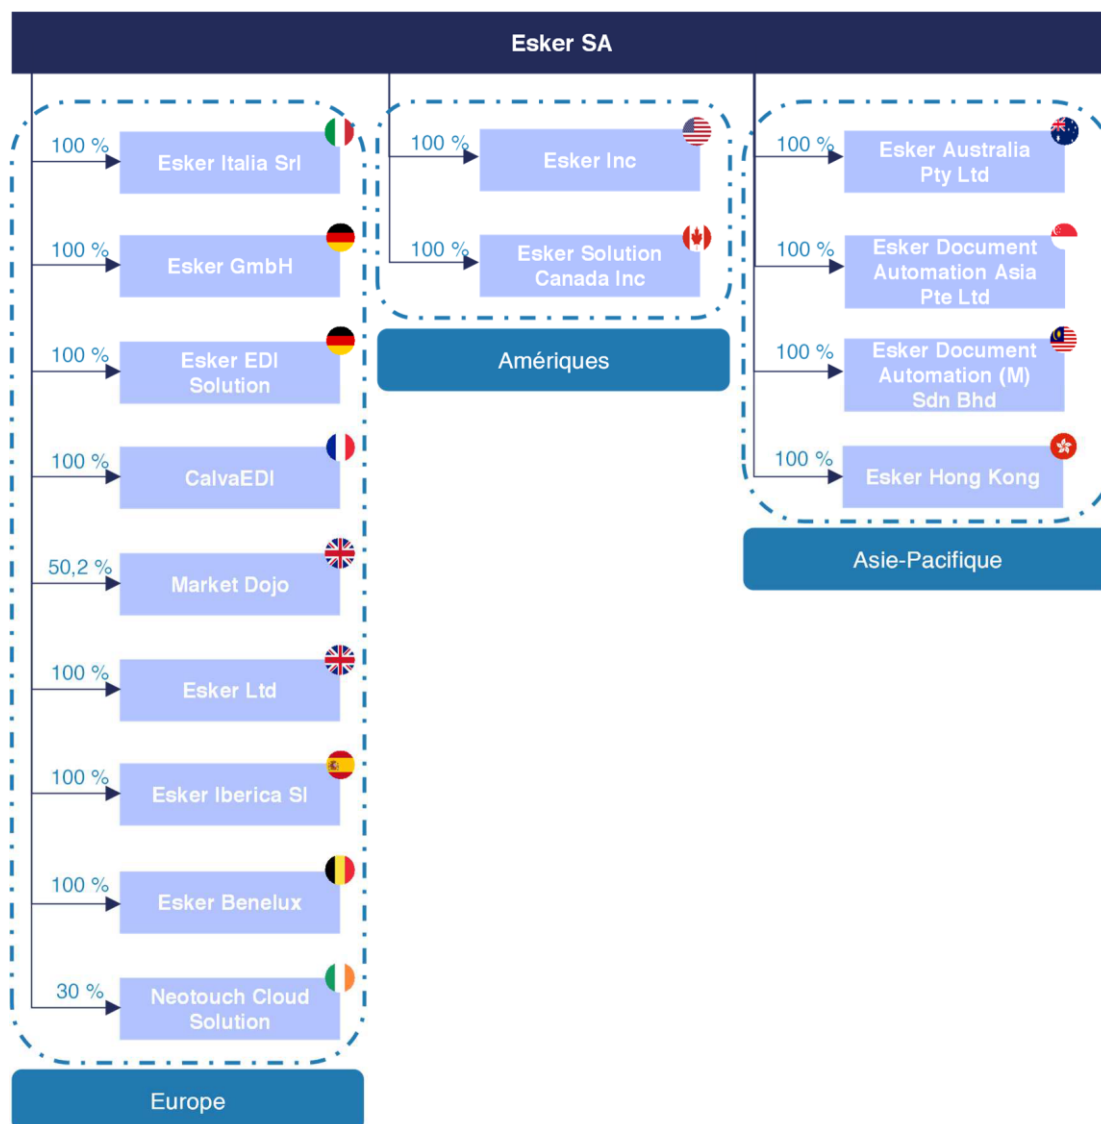 Esker SA
100 %
Esker Italia Srl
100 %
Esker GmbH
100 %
Esker EDI
Solution
100 %
CalvaEDI
50,2 %
Market Dojo
100 %
Esker Ltd
100 %
Esker Iberica Sl
100 %
Esker Benelux
30 %
Neotouch Cloud
Solution
Europe
100 %
Esker Inc
100 %
Esker Solution
Canada Inc
Amériques
100 %
Esker Australia
Pty Ltd
100 %
Esker Document
Automation Asia
Pte Ltd
100 %
Esker Document
Automation (M)
Sdn Bhd
100 %
Esker Hong Kong
Asie-Pacifique